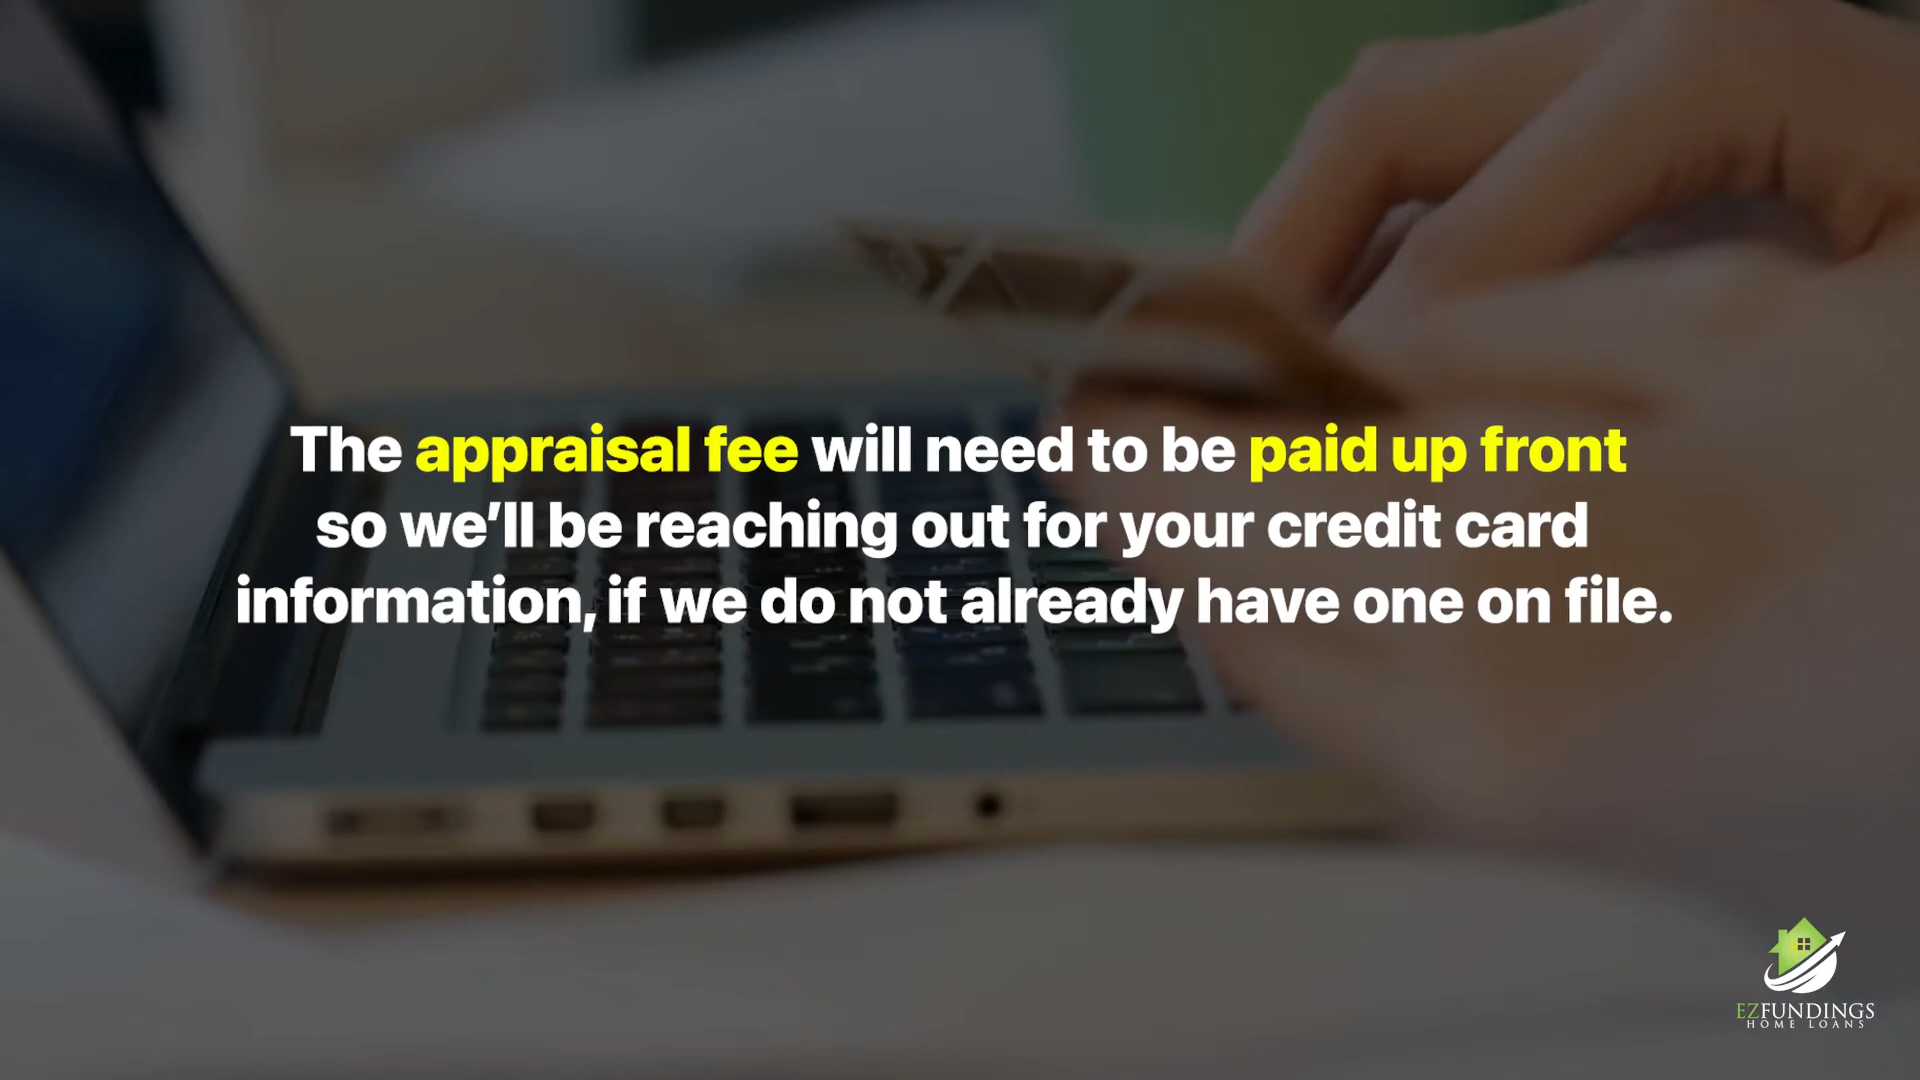 The appraisal fee will need to be paid up front
so we’ll be reaching out for your credit card
information, if we do not already have one on file.
EZFUNDINGS
HOME LOANS